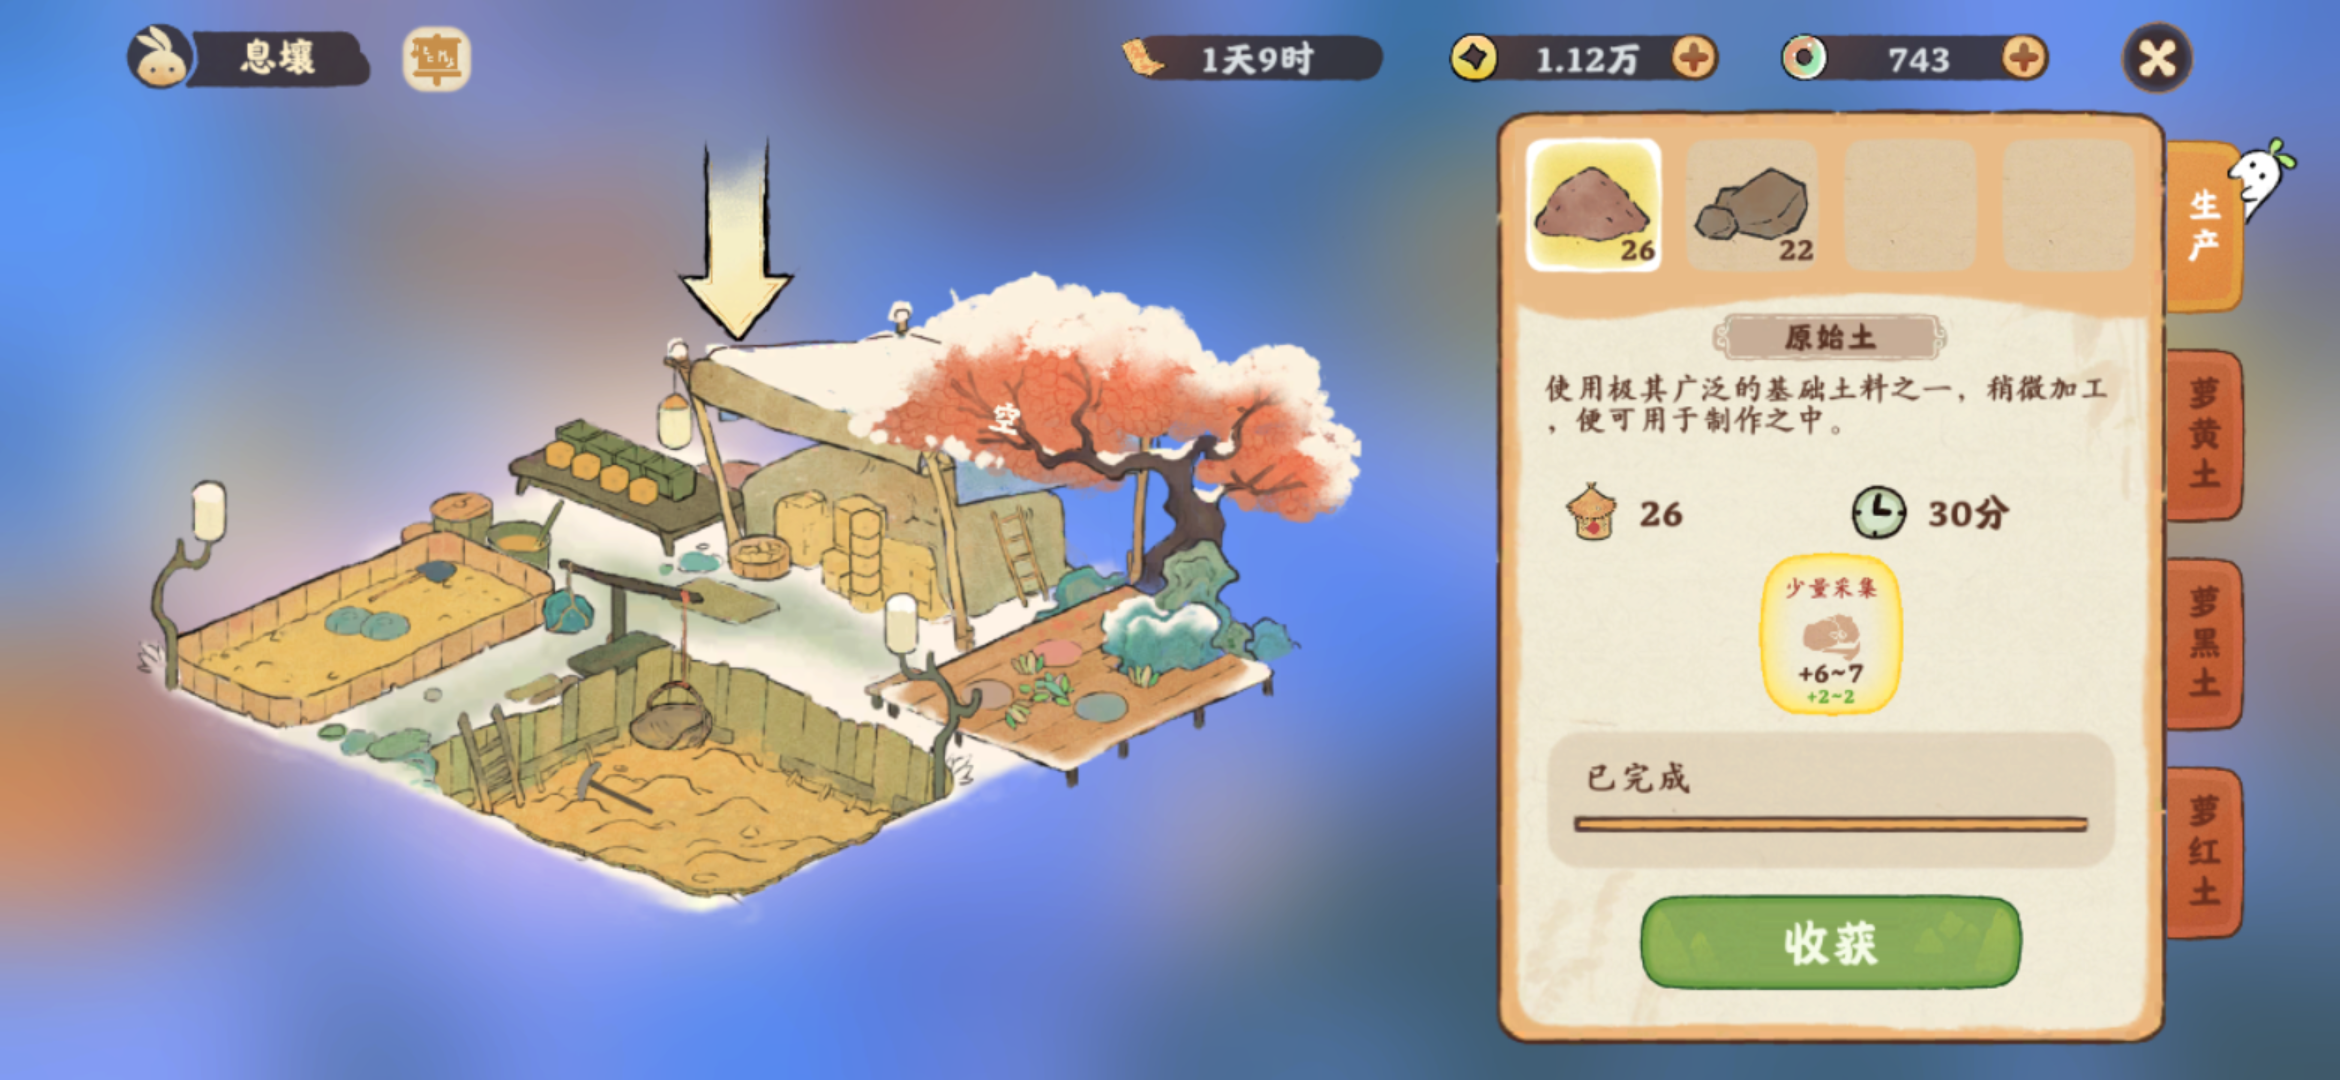 息壤
1天9时
1.12万
743
26
22
生产
原始土
使用极其广泛的基础土料之一，稍微加工
，便可用于制作之中。
26
30分
少量采集
+6~7
+2~2
已完成
收获
萝黄土
萝黑土
萝红土
空